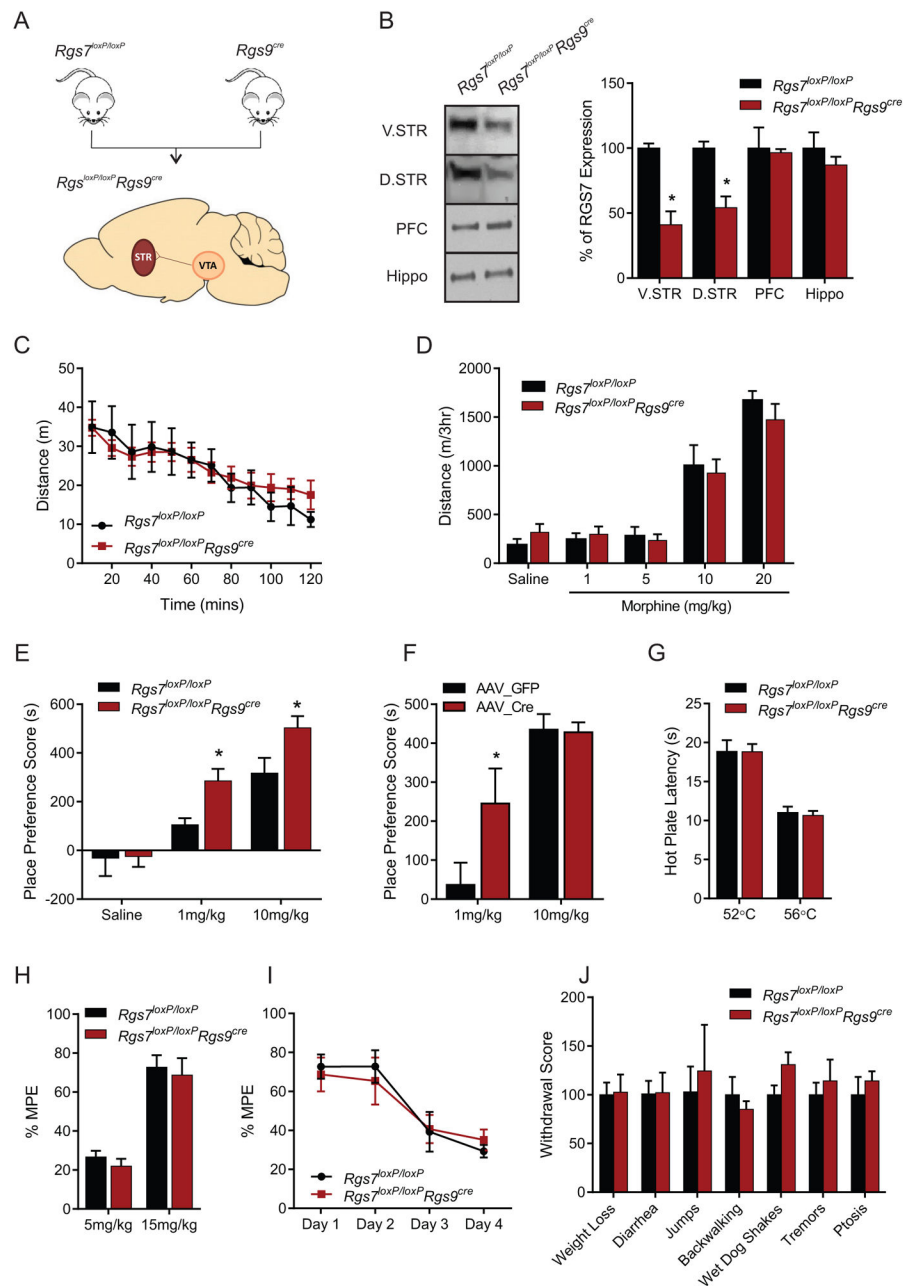 A
Rgs7loxP/loxP
Rgs9cre
RgsloxP/loxPRgs9cre
STR
VTA
B
Rgs7loxP/loxP
Rgs7loxP/loxPRgs9cre
V.STR
D.STR
PFC
Hippo
Rgs7loxP/loxP
Rgs7loxP/loxPRgs9cre
% of RGS7 Expression
150
100
50
0
*
*
V.STR D.STR PFC Hippo
C
Distance (m)
50
40
30
20
10
0
Rgs7loxP/loxP
Rgs7loxP/loxPRgs9cre
20 40 60 80 100 120
Time (mins)
D
Distance (m/3hr)
2000
1500
1000
500
0
Rgs7loxP/loxP
Rgs7loxP/loxPRgs9cre
Saline 1 5 10 20
Morphine (mg/kg)
E
Place Preference Score (s)
600
400
200
0
-200
Rgs7loxP/loxP
Rgs7loxP/loxPRgs9cre
*
*
Saline 1mg/kg 10mg/kg
F
Place Preference Score (s)
500
400
300
200
100
0
AAV_GFP
AAV_Cre
*
1mg/kg 10mg/kg
G
Hot Plate Latency (s)
25
20
15
10
5
0
Rgs7loxP/loxP
Rgs7loxP/loxPRgs9cre
52oC 56oC
H
% MPE
100
80
60
40
20
0
Rgs7loxP/loxP
Rgs7loxP/loxPRgs9cre
5mg/kg 15mg/kg
I
% MPE
100
80
60
40
20
0
Rgs7loxP/loxP
Rgs7loxP/loxPRgs9cre
Day 1 Day 2 Day 3 Day 4
J
Withdrawal Score
200
150
100
50
0
Rgs7loxP/loxP
Rgs7loxP/loxPRgs9cre
Weight Loss
Diarrhea
Jumps
Backwalking
Wet Dog Shakes
Tremors
Ptosis